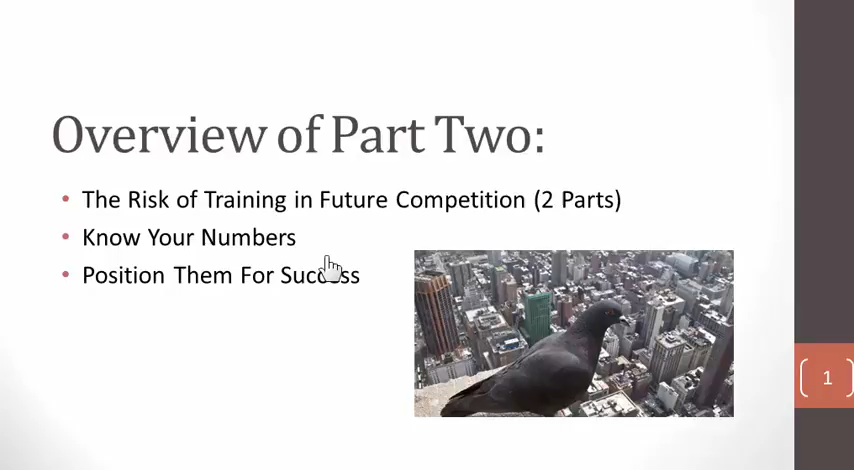 Overview of Part Two:
The Risk of Training in Future Competition (2 Parts)
Know Your Numbers
Position Them For Success
1